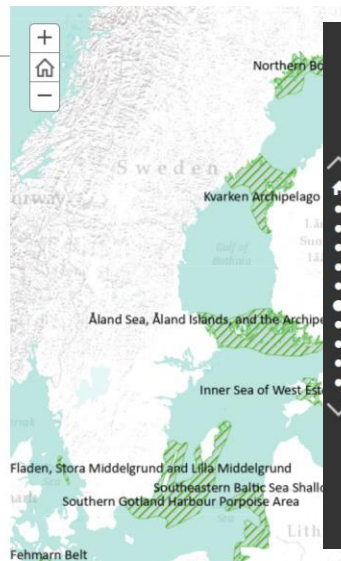 +
−
Northern Bo
Sweden
Kvarken Archipelago
Gulf of
Bothnia
Åland Sea, Åland Islands, and the Archipe
Inner Sea of West Est
Fladen, Stora Middelgrund and Lilla Middelgrund
Southeastern Baltic Sea Shallo
Southern Gotland Harbour Porpoise Area
Sea
Lith
Fehmarn Belt